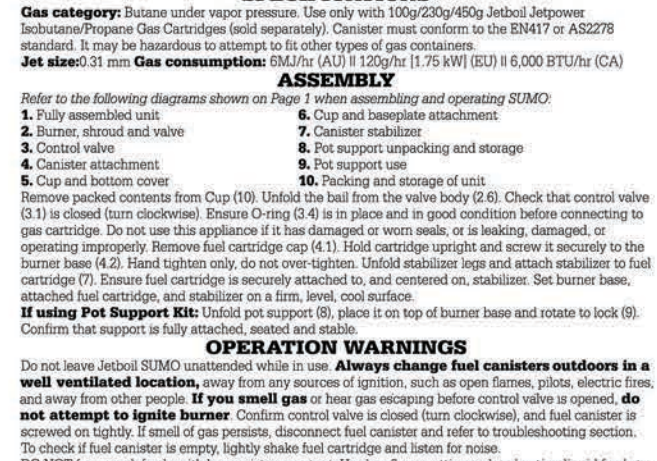 Gas category: Butane under vapor pressure. Use only with 100g/230g/450g Jetboil Jetpower
Isobutane/Propane Gas Cartridges (sold separately). Canister must conform to the EN417 or AS2278
standard. It may be hazardous to attempt to fit other types of gas containers.
Jet size:0.31 mm Gas consumption: 6MJ/hr (AU) II 120g/hr [1.75 kW] (EU) II 6,000 BTU/hr (CA)
ASSEMBLY
Refer to the following diagrams shown on Page 1 when assembling and operating SUMO:
1. Fully assembled unit
2. Burner, shroud and valve
3. Control valve
4. Canister attachment
5. Cup and bottom cover
6. Cup and baseplate attachment
7. Canister stabilizer
8. Pot support unpacking and storage
9. Pot support use
10. Packing and storage of unit
Remove packed contents from Cup (10). Unfold the bail from the valve body (2.6). Check that control valve
(3.1) is closed (turn clockwise). Ensure O-ring (3.4) is in place and in good condition before connecting to
gas cartridge. Do not use this appliance if it has damaged or worn seals, or is leaking, damaged, or
operating improperly. Remove fuel cartridge cap (4.1). Hold cartridge upright and screw it securely to the
burner base (4.2). Hand tighten only, do not over-tighten. Unfold stabilizer legs and attach stabilizer to fuel
cartridge (7). Ensure fuel cartridge is securely attached to, and centered on, stabilizer. Set burner base,
attached fuel cartridge, and stabilizer on a firm, level, cool surface.
If using Pot Support Kit: Unfold pot support (8), place it on top of burner base and rotate to lock (9).
Confirm that support is fully attached, seated and stable.
OPERATION WARNINGS
Do not leave Jetboil SUMO unattended while in use. Always change fuel canisters outdoors in a
well ventilated location, away from any sources of ignition, such as open flames, pilots, electric fires,
and away from other people. If you smell gas or hear gas escaping before control valve is opened, do
not attempt to ignite burner. Confirm control valve is closed (turn clockwise), and fuel canister is
screwed on tightly. If smell of gas persists, disconnect fuel canister and refer to troubleshooting section.
To check if fuel canister is empty, lightly shake fuel cartridge and listen for noise.